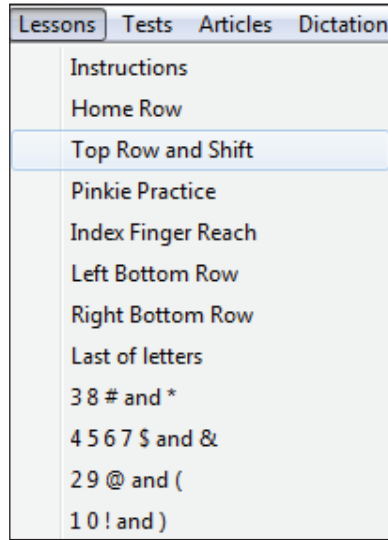 Lessons Tests Articles Dictation
Instructions
Home Row
Top Row and Shift
Pinkie Practice
Index Finger Reach
Left Bottom Row
Right Bottom Row
Last of letters
3 8 # and *
4 5 6 7 $ and &
2 9 @ and (
1 0 ! and )